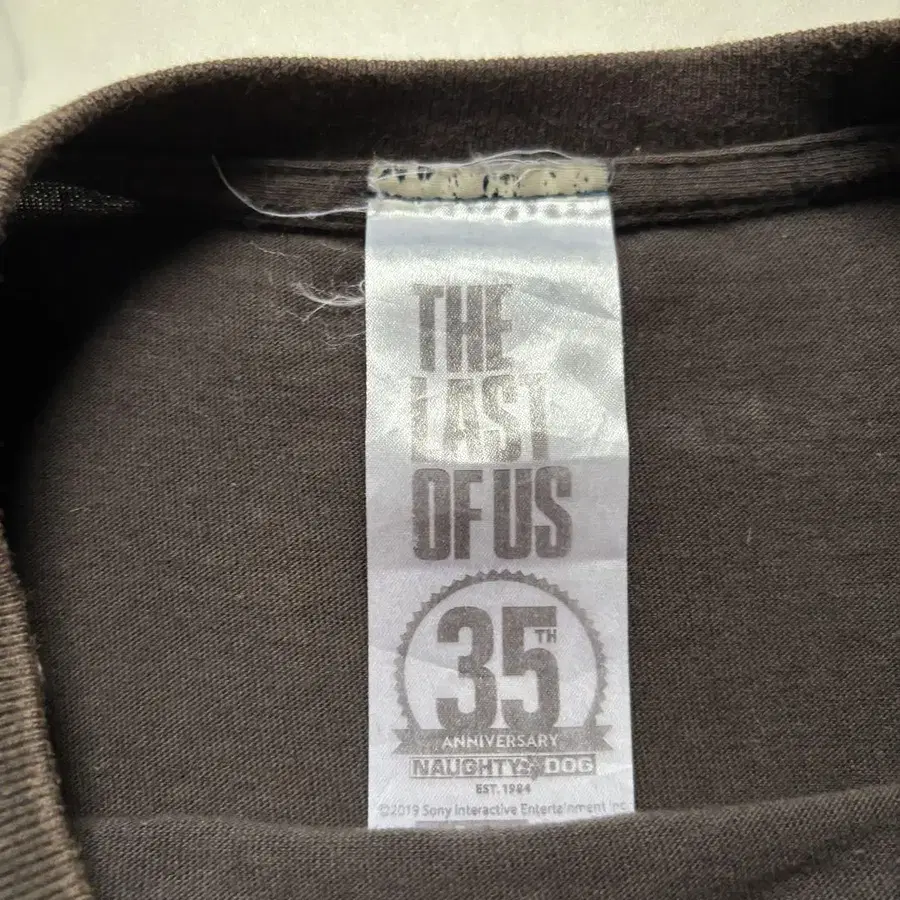 THE
LAST
OF US
35TH
ANNIVERSARY
NAUGHTY DOG
EST. 1984
©2019 Sony Interactive Entertainment Inc